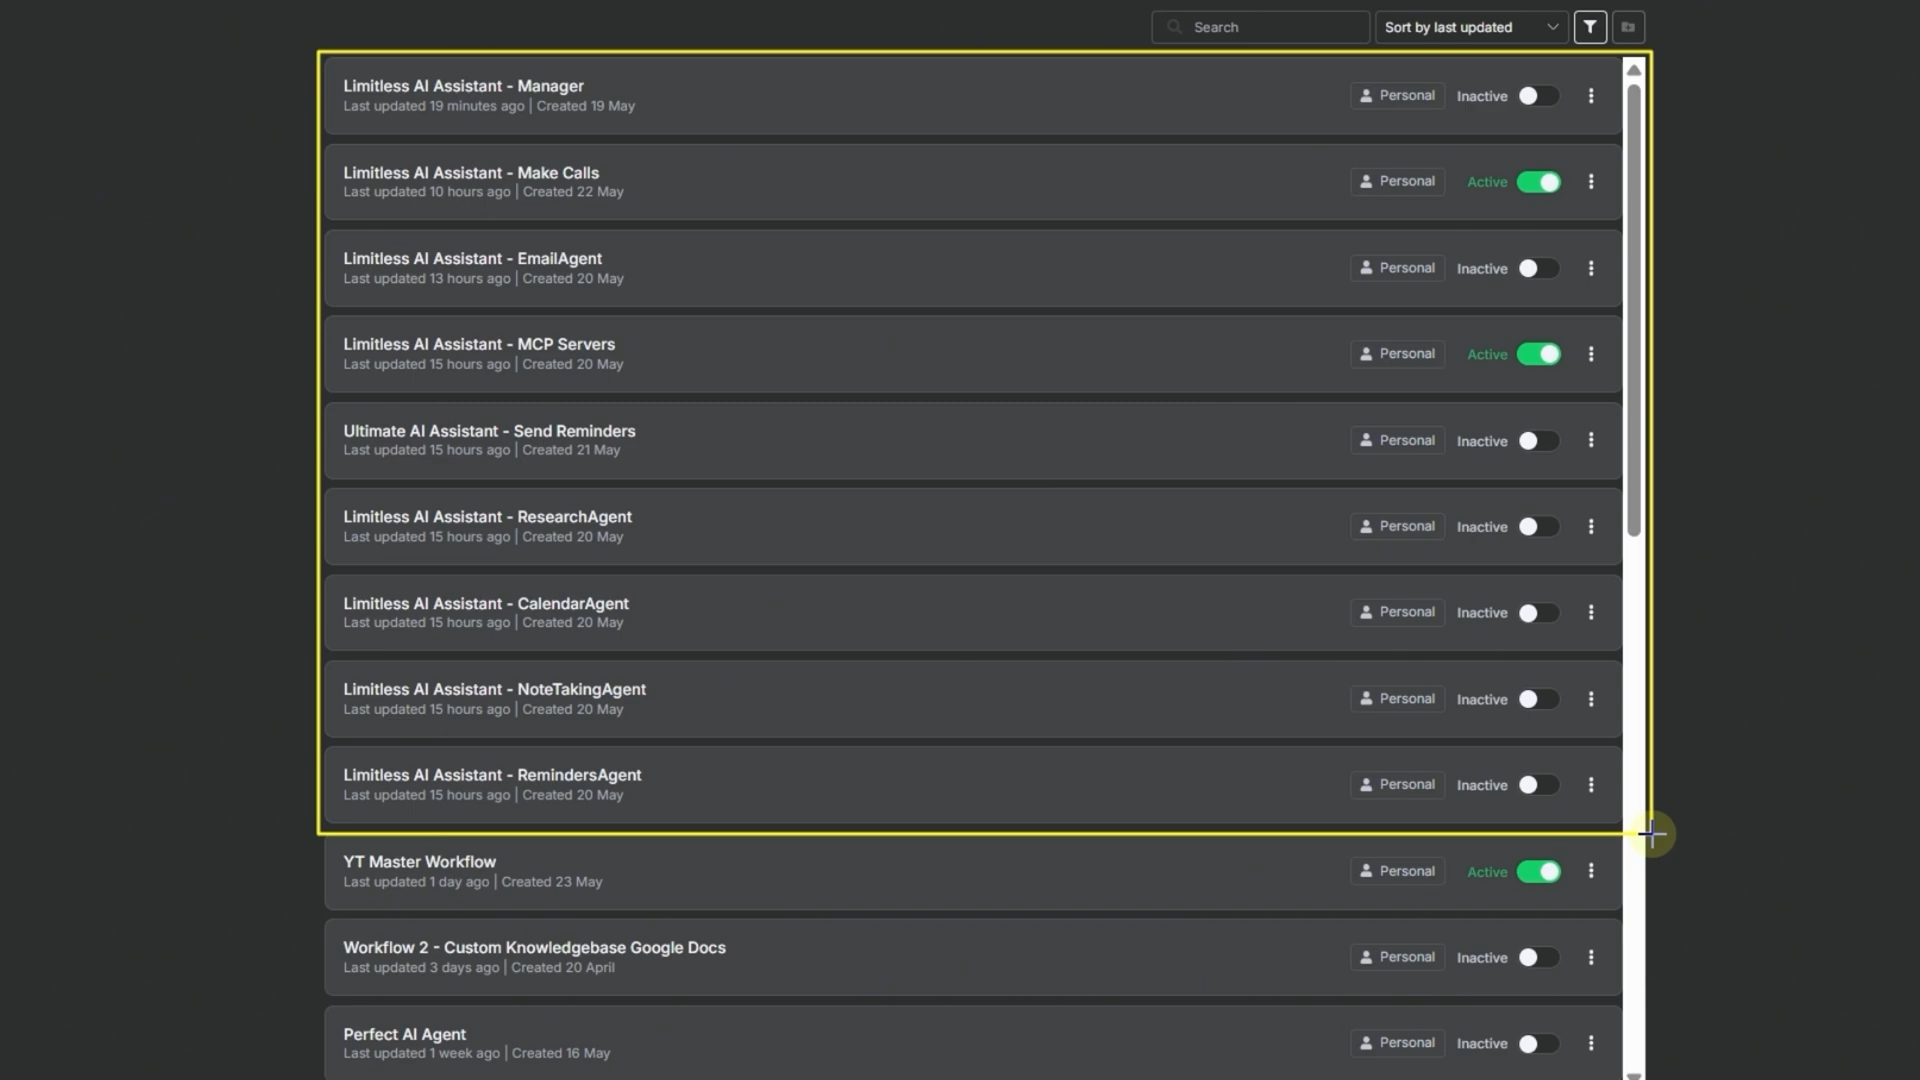 Search
Sort by last updated
Limitless AI Assistant - Manager
Last updated 19 minutes ago | Created 19 May
Personal
Inactive
Limitless AI Assistant - Make Calls
Last updated 10 hours ago | Created 22 May
Personal
Active
Limitless AI Assistant - EmailAgent
Last updated 13 hours ago | Created 20 May
Personal
Inactive
Limitless AI Assistant - MCP Servers
Last updated 15 hours ago | Created 20 May
Personal
Active
Ultimate AI Assistant - Send Reminders
Last updated 15 hours ago | Created 21 May
Personal
Inactive
Limitless AI Assistant - ResearchAgent
Last updated 15 hours ago | Created 20 May
Personal
Inactive
Limitless AI Assistant - CalendarAgent
Last updated 15 hours ago | Created 20 May
Personal
Inactive
Limitless AI Assistant - NoteTakingAgent
Last updated 15 hours ago | Created 20 May
Personal
Inactive
Limitless AI Assistant - RemindersAgent
Last updated 15 hours ago | Created 20 May
Personal
Inactive
YT Master Workflow
Last updated 1 day ago | Created 23 May
Personal
Active
Workflow 2 - Custom Knowledgebase Google Docs
Last updated 3 days ago | Created 20 April
Personal
Inactive
Perfect AI Agent
Last updated 1 week ago | Created 16 May
Personal
Inactive